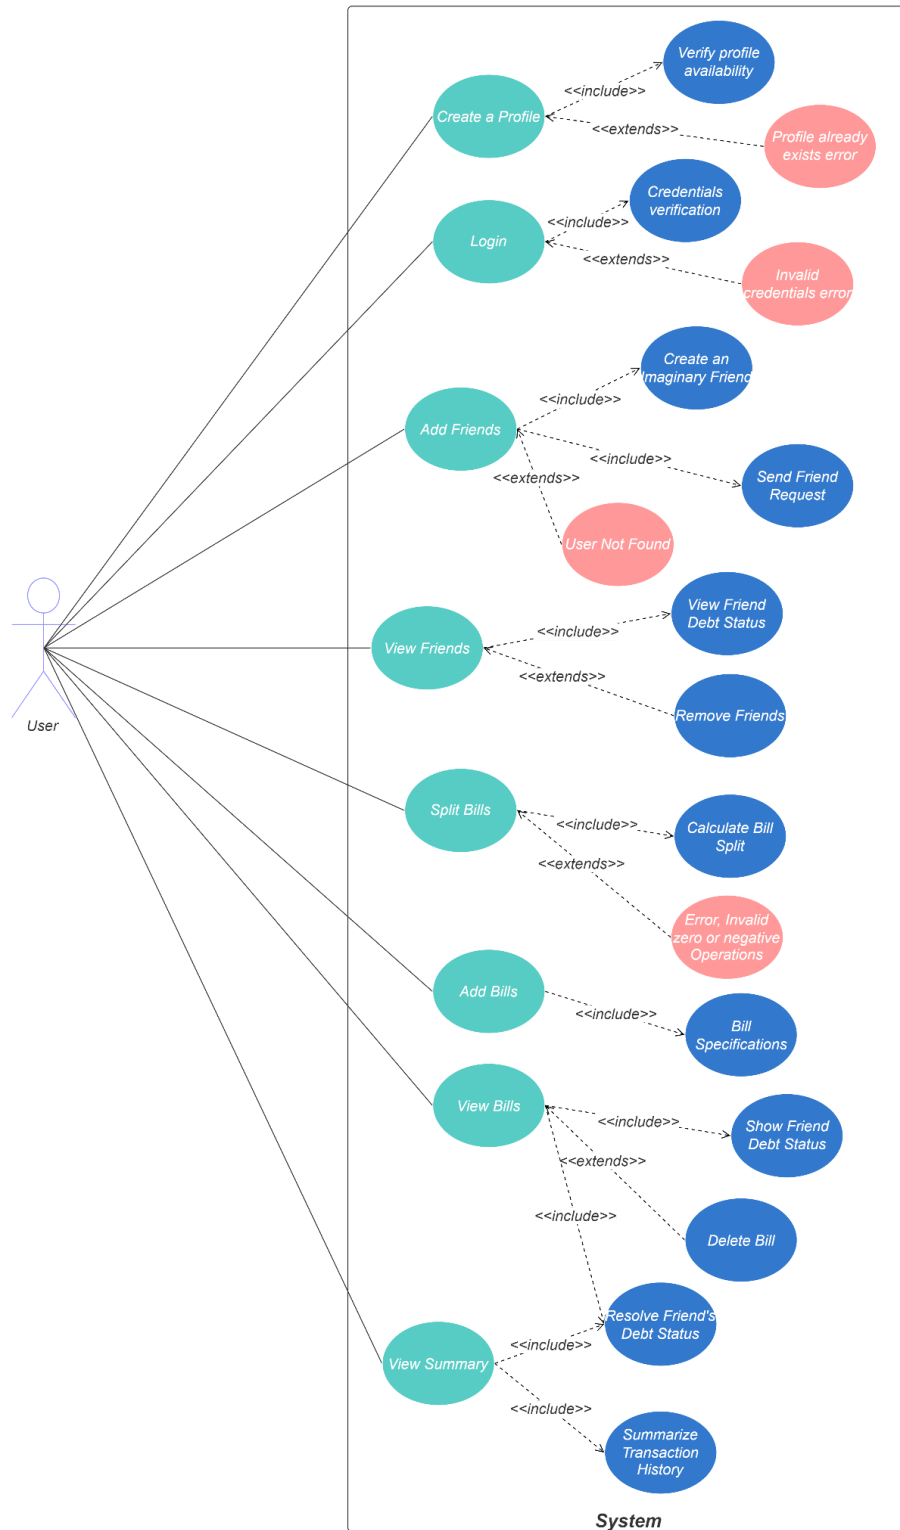 Verify profile
availability
<<include>>
Create a Profile
<<extends>>
Profile already
exists error
Credentials
verification
<<include>>
Login
<<extends>>
Invalid
credentials error
Create an
Imaginary Friend
<<include>>
Add Friends
<<include>>
Send Friend
Request
<<extends>>
User Not Found
View Friend
Debt Status
<<include>>
View Friends
<<extends>>
Remove Friends
User
Split Bills
<<include>>
Calculate Bill
Split
<<extends>>
Error, Invalid
zero or negative
Operations
Add Bills
<<include>>
Bill
Specifications
View Bills
<<include>>
Show Friend
Debt Status
<<extends>>
<<include>>
Delete Bill
Resolve Friend's
Debt Status
<<include>>
View Summary
<<include>>
Summarize
Transaction
History
System